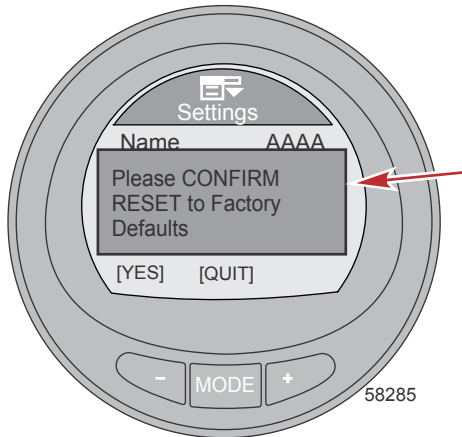 Settings
Name AAAA
Please CONFIRM
RESET to Factory
Defaults
[YES] [QUIT]
- MODE +
58285